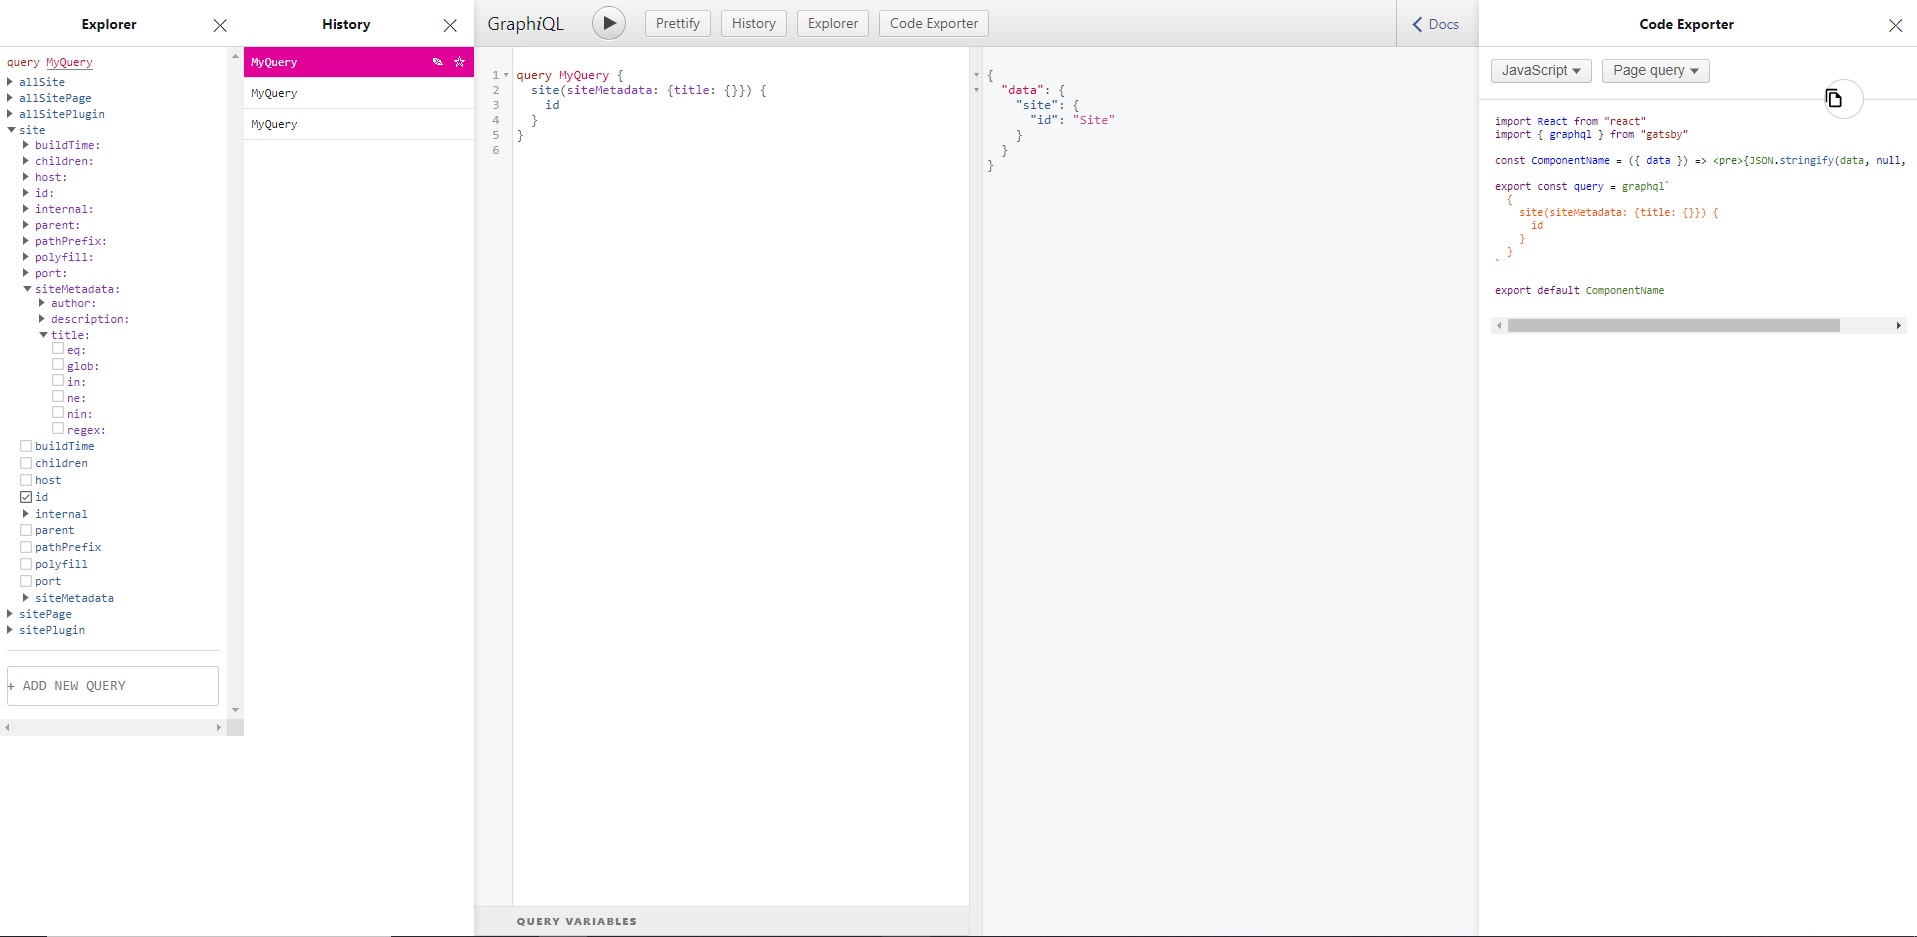 Explorer
query MyQuery
allSite
allSitePage
allSitePlugin
site
buildTime:
children:
host:
id:
internal:
parent:
pathPrefix:
polyfill:
port:
siteMetadata:
author:
description:
title:
eq:
glob:
in:
ne:
nin:
regex:
buildTime
children
host
id
internal
parent
pathPrefix
polyfill
port
siteMetadata
sitePage
sitePlugin
+ ADD NEW QUERY
History
MyQuery
MyQuery
MyQuery
GraphiQL
Prettify
History
Explorer
Code Exporter
Docs
1 query MyQuery {
2 site(siteMetadata: {title: {}}) {
3 id
4 }
5 }
6
QUERY VARIABLES
{
"data": {
"site": {
"id": "Site"
}
}
}
Code Exporter
JavaScript
Page query
import React from "react"
import { graphql } from "gatsby"
const ComponentName = ({ data }) => <pre>{JSON.stringify(data, null,
export const query = graphql`
{
site(siteMetadata: {title: {}}) {
id
}
}
`
export default ComponentName